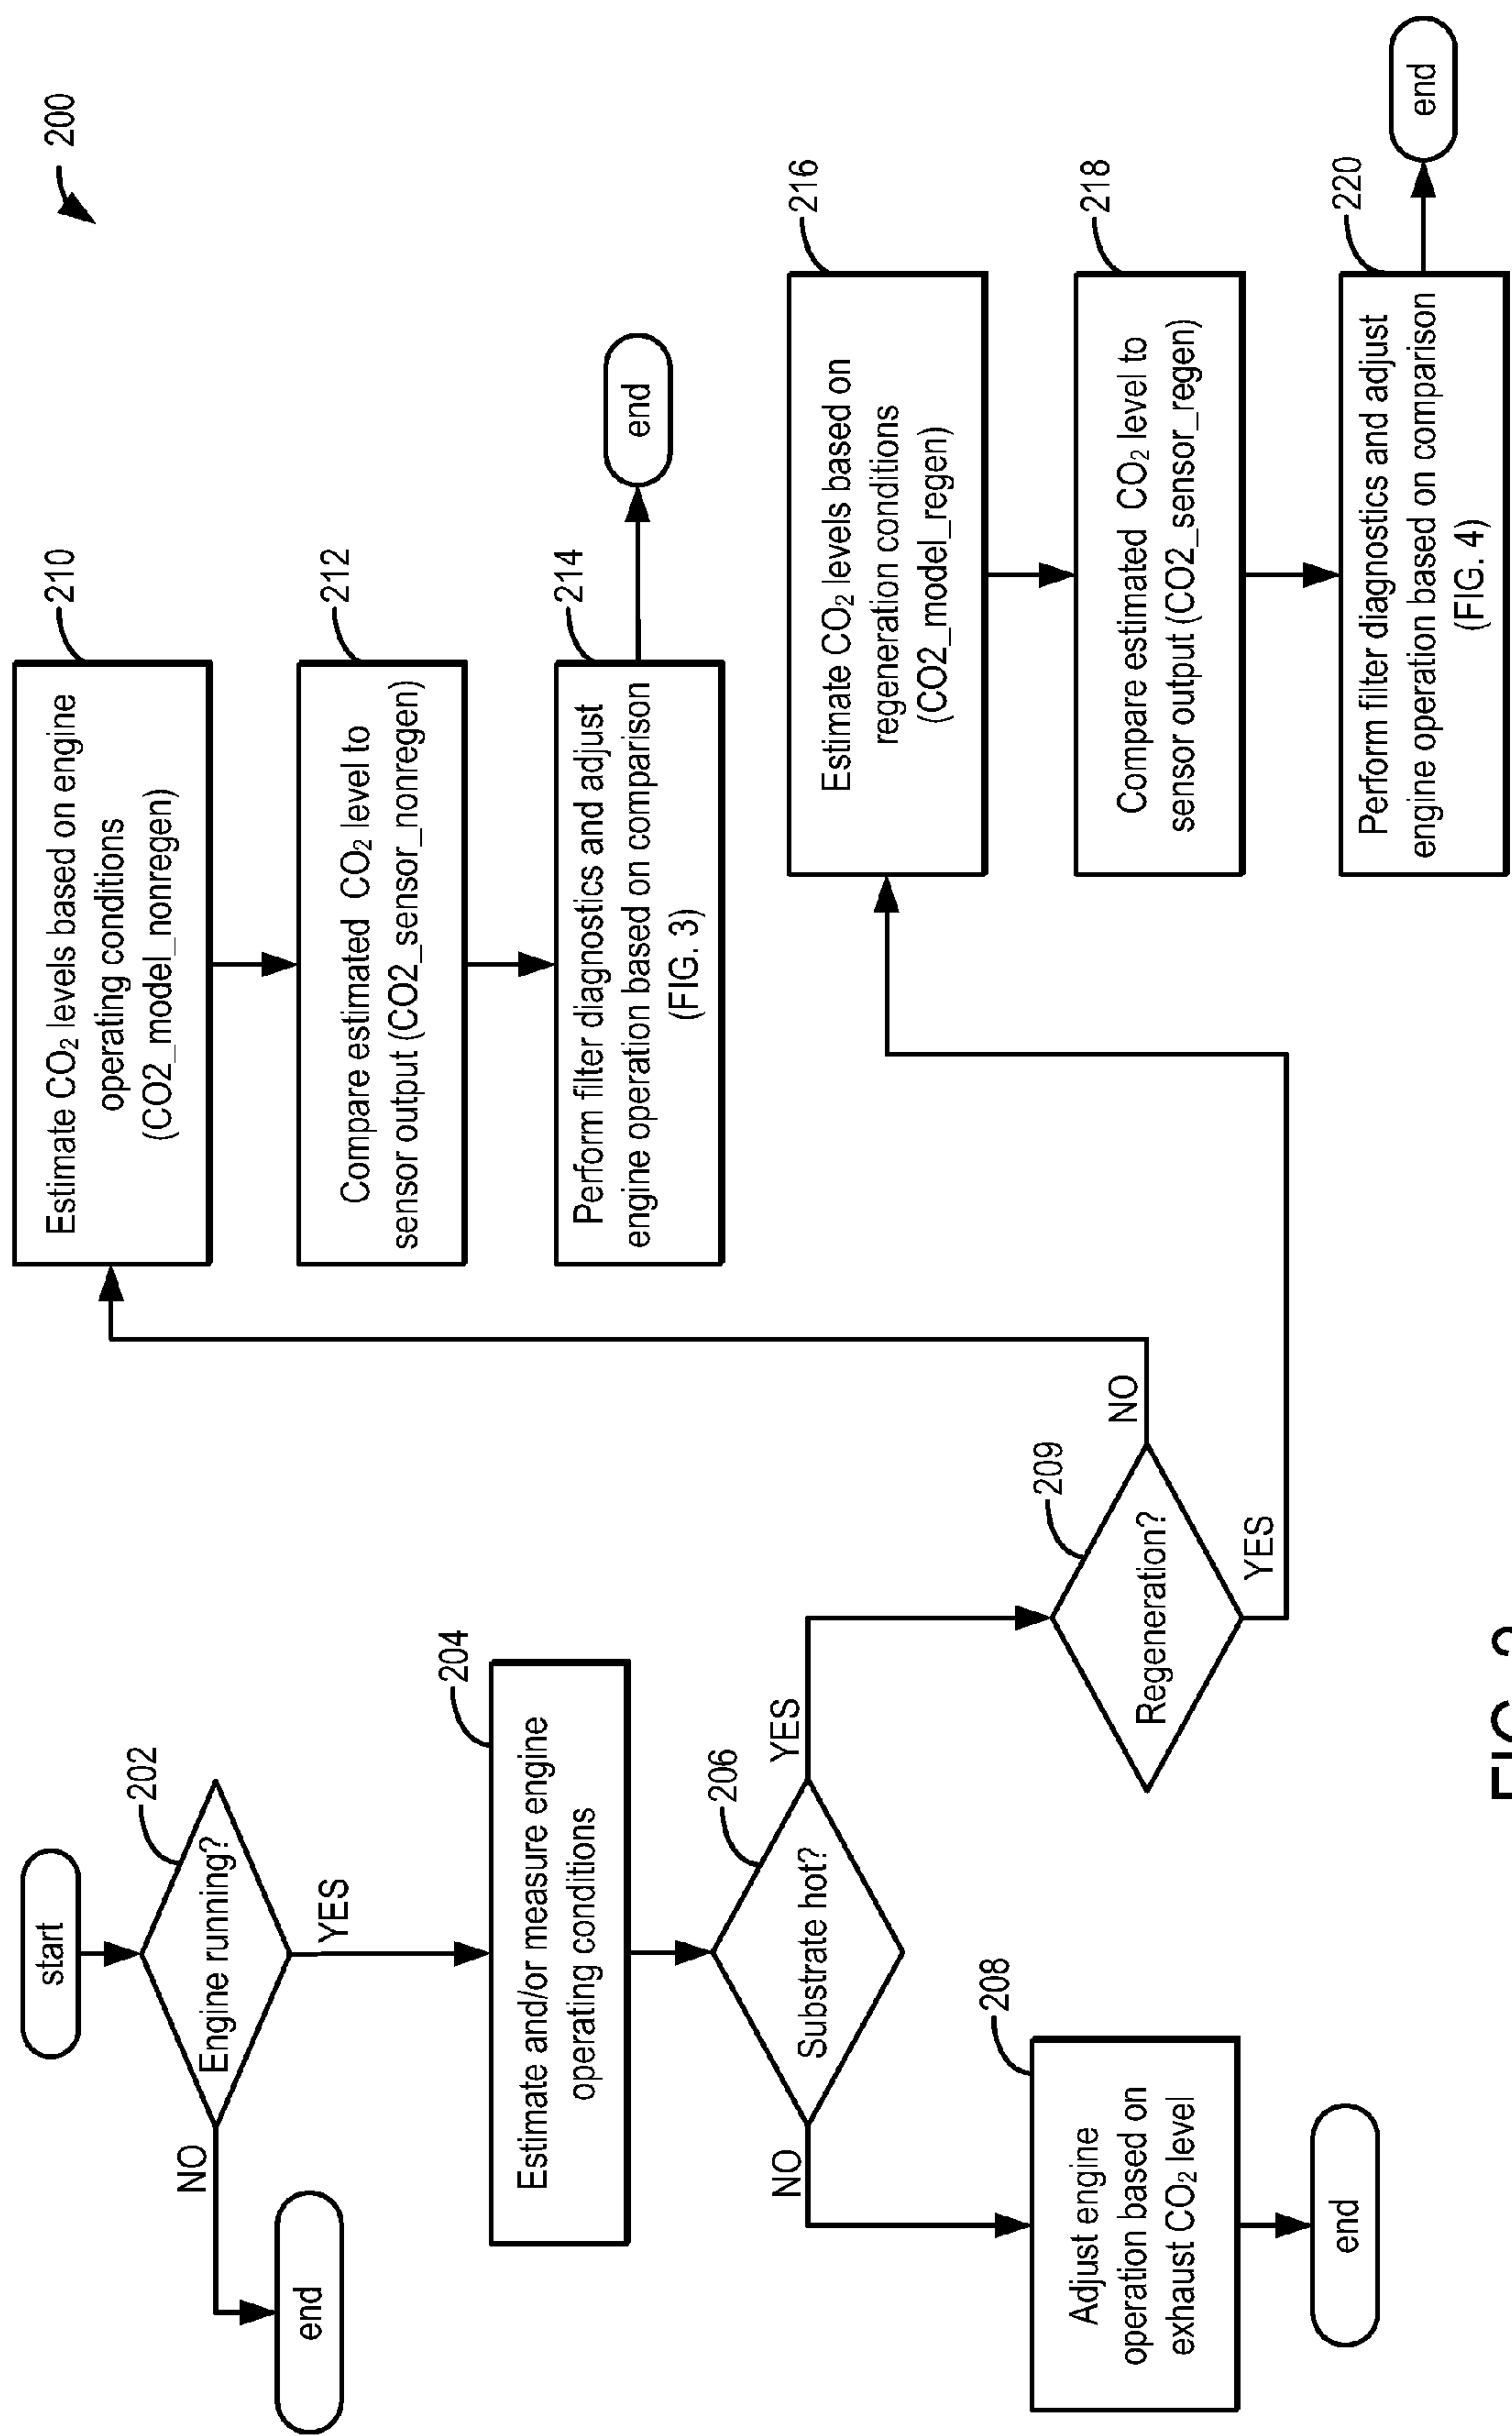 200
start
202
Engine running?
NO
YES
end
204
Estimate and/or measure engine
operating conditions
206
Substrate hot?
NO
YES
208
Adjust engine
operation based on
exhaust CO₂ level
end
209
Regeneration?
NO
YES
210
Estimate CO₂ levels based on engine
operating conditions
(CO2_model_nonregen)
212
Compare estimated CO₂ level to
sensor output (CO2_sensor_nonregen)
214
Perform filter diagnostics and adjust
engine operation based on comparison
(FIG. 3)
end
216
Estimate CO₂ levels based on
regeneration conditions
(CO2_model_regen)
218
Compare estimated CO₂ level to
sensor output (CO2_sensor_regen)
220
Perform filter diagnostics and adjust
engine operation based on comparison
(FIG. 4)
end
FIG.